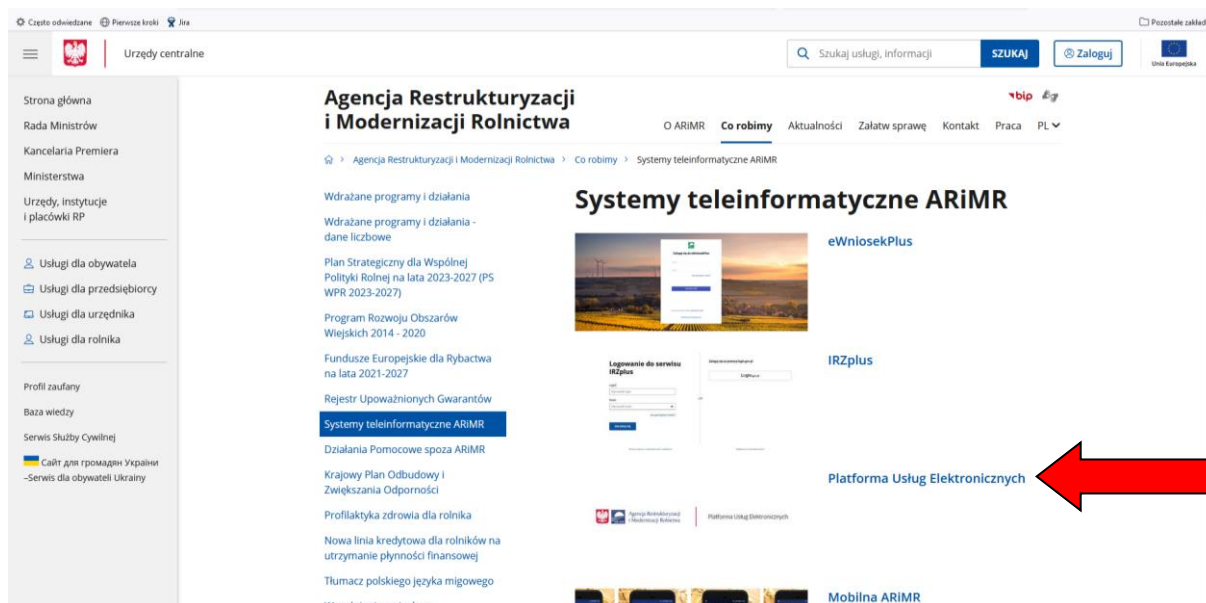 Często odwiedzane Pierwsze kroki Jira
Pozostałe zakład
Urzędy centralne
Szukaj usługi, informacji
SZUKAJ
Zaloguj
Unia Europejska
Strona główna
Rada Ministrów
Kancelaria Premiera
Ministerstwa
Urzędy, instytucje
i placówki RP
Usługi dla obywatela
Usługi dla przedsiębiorcy
Usługi dla urzędnika
Usługi dla rolnika
Profil zaufany
Baza wiedzy
Serwis Służby Cywilnej
Сайт для громадян України
–Serwis dla obywateli Ukrainy
Agencja Restrukturyzacji
i Modernizacji Rolnictwa
bip
O ARiMR Co robimy Aktualności Załatw sprawę Kontakt Praca PL
Agencja Restrukturyzacji i Modernizacji Rolnictwa > Co robimy > Systemy teleinformatyczne ARiMR
Wdrażane programy i działania
Wdrażane programy i działania -
dane liczbowe
Plan Strategiczny dla Wspólnej
Polityki Rolnej na lata 2023-2027 (PS
WPR 2023-2027)
Program Rozwoju Obszarów
Wiejskich 2014 - 2020
Fundusze Europejskie dla Rybactwa
na lata 2021-2027
Rejestr Upoważnionych Gwarantów
Systemy teleinformatyczne ARiMR
Działania Pomocowe spoza ARiMR
Krajowy Plan Odbudowy i
Zwiększania Odporności
Profilaktyka zdrowia dla rolnika
Nowa linia kredytowa dla rolników na
utrzymanie płynności finansowej
Tłumacz polskiego języka migowego
Systemy teleinformatyczne ARiMR
eWniosekPlus
Logowanie do serwisu
IRZplus
IRZplus
Platforma Usług Elektronicznych
Agencja Restrukturyzacji
i Modernizacji Rolnictwa
Platforma Usług Elektronicznych
Mobilna ARiMR